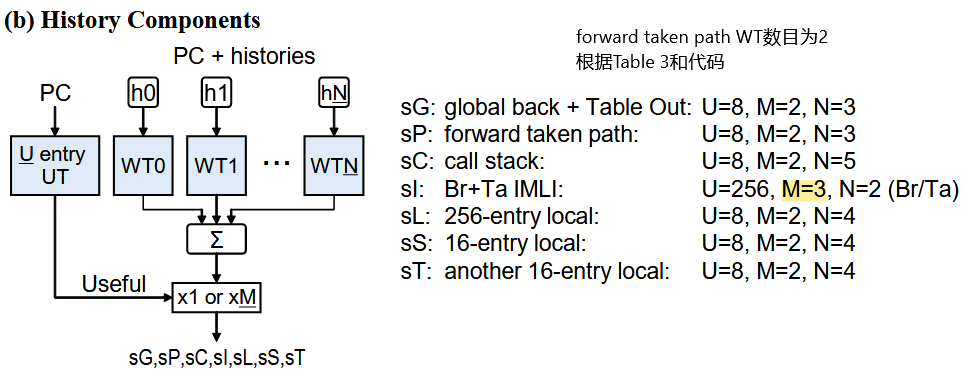 (b) History Components
forward taken path WT数目为2
根据Table 3和代码
PC + histories
PC
h0
h1
hN
U entry
UT
WT0
WT1
...
WTN
Σ
Useful
x1 or xM
sG,sP,sC,sI,sL,sS,sT
sG: global back + Table Out: U=8, M=2, N=3
sP: forward taken path: U=8, M=2, N=3
sC: call stack: U=8, M=2, N=5
sI: Br+Ta IMLI: U=256, M=3, N=2 (Br/Ta)
sL: 256-entry local: U=8, M=2, N=4
sS: 16-entry local: U=8, M=2, N=4
sT: another 16-entry local: U=8, M=2, N=4